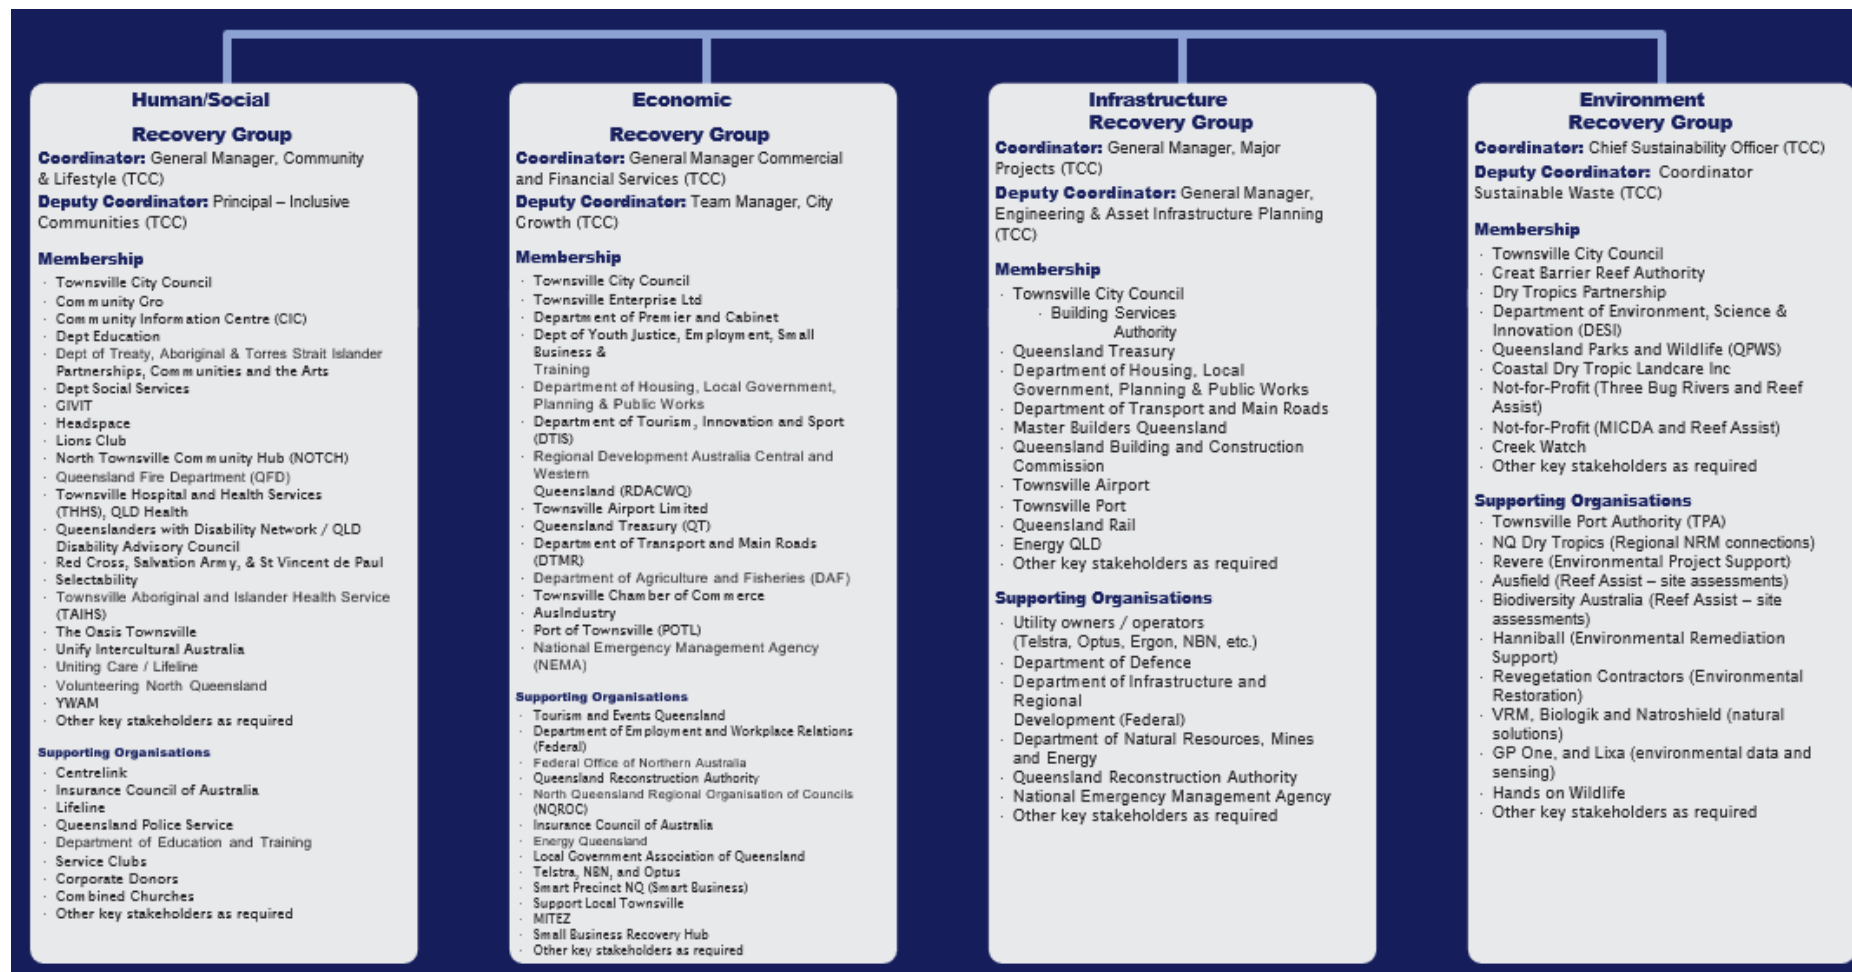 Human/Social
Recovery Group
Coordinator: General Manager, Community
& Lifestyle (TCC)
Deputy Coordinator: Principal – Inclusive
Communities (TCC)
Membership
· Townsville City Council
· Community Gro
· Community Information Centre (CIC)
· Dept Education
· Dept of Treaty, Aboriginal & Torres Strait Islander
Partnerships, Communities and the Arts
· Dept Social Services
· GIVIT
· Headspace
· Lions Club
· North Townsville Community Hub (NOTCH)
· Queensland Fire Department (QFD)
· Townsville Hospital and Health Services
(THHS), QLD Health
· Queenslanders with Disability Network / QLD
Disability Advisory Council
· Red Cross, Salvation Army, & St Vincent de Paul
· Selectability
· Townsville Aboriginal and Islander Health Service
(TAIHS)
· The Oasis Townsville
· Unify Intercultural Australia
· Uniting Care / Lifeline
· Volunteering North Queensland
· YWAM
· Other key stakeholders as required
Supporting Organisations
· Centrelink
· Insurance Council of Australia
· Lifeline
· Queensland Police Service
· Department of Education and Training
· Service Clubs
· Corporate Donors
· Combined Churches
· Other key stakeholders as required
Economic
Recovery Group
Coordinator: General Manager Commercial
and Financial Services (TCC)
Deputy Coordinator: Team Manager, City
Growth (TCC)
Membership
· Townsville City Council
· Townsville Enterprise Ltd
· Department of Premier and Cabinet
· Dept of Youth Justice, Employment, Small
Business &
Training
· Department of Housing, Local Government,
Planning & Public Works
· Department of Tourism, Innovation and Sport
(DTIS)
· Regional Development Australia Central and
Western
Queensland (RDACWQ)
· Townsville Airport Limited
· Queensland Treasury (QT)
· Department of Transport and Main Roads
(DTMR)
· Department of Agriculture and Fisheries (DAF)
· Townsville Chamber of Commerce
· AusIndustry
· Port of Townsville (POTL)
· National Emergency Management Agency
(NEMA)
Supporting Organisations
· Tourism and Events Queensland
· Department of Employment and Workplace Relations
(Federal)
· Federal Office of Northern Australia
· Queensland Reconstruction Authority
· North Queensland Regional Organisation of Councils
(NQROC)
· Insurance Council of Australia
· Energy Queensland
· Local Government Association of Queensland
· Telstra, NBN, and Optus
· Smart Precinct NQ (Smart Business)
· Support Local Townsville
· MITEZ
· Small Business Recovery Hub
· Other key stakeholders as required
Infrastructure
Recovery Group
Coordinator: General Manager, Major
Projects (TCC)
Deputy Coordinator: General Manager,
Engineering & Asset Infrastructure Planning
(TCC)
Membership
· Townsville City Council
· Building Services
Authority
· Queensland Treasury
· Department of Housing, Local
Government, Planning & Public Works
· Department of Transport and Main Roads
· Master Builders Queensland
· Queensland Building and Construction
Commission
· Townsville Airport
· Townsville Port
· Queensland Rail
· Energy QLD
· Other key stakeholders as required
Supporting Organisations
· Utility owners / operators
(Telstra, Optus, Ergon, NBN, etc.)
· Department of Defence
· Department of Infrastructure and
Regional
Development (Federal)
· Department of Natural Resources, Mines
and Energy
· Queensland Reconstruction Authority
· National Emergency Management Agency
· Other key stakeholders as required
Environment
Recovery Group
Coordinator: Chief Sustainability Officer (TCC)
Deputy Coordinator: Coordinator
Sustainable Waste (TCC)
Membership
· Townsville City Council
· Great Barrier Reef Authority
· Dry Tropics Partnership
· Department of Environment, Science &
Innovation (DESI)
· Queensland Parks and Wildlife (QPWS)
· Coastal Dry Tropic Landcare Inc
· Not-for-Profit (Three Bug Rivers and Reef
Assist)
· Not-for-Profit (MICDA and Reef Assist)
· Creek Watch
· Other key stakeholders as required
Supporting Organisations
· Townsville Port Authority (TPA)
· NQ Dry Tropics (Regional NRM connections)
· Revere (Environmental Project Support)
· Ausfield (Reef Assist – site assessments)
· Biodiversity Australia (Reef Assist – site
assessments)
· Hanniball (Environmental Remediation
Support)
· Revegetation Contractors (Environmental
Restoration)
· VRM, Biologik and Natroshield (natural
solutions)
· GP One, and Lixa (environmental data and
sensing)
· Hands on Wildlife
· Other key stakeholders as required